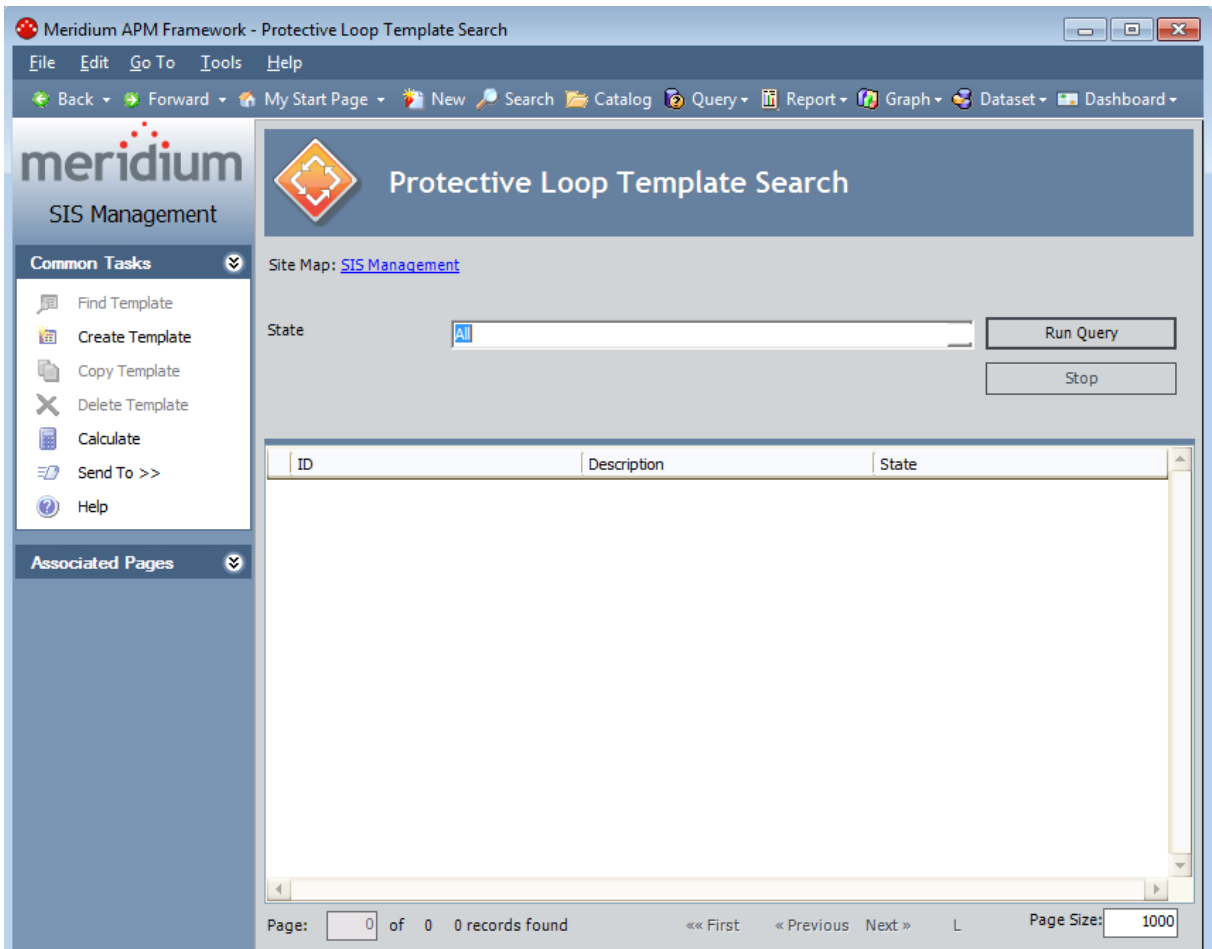 Meridium APM Framework - Protective Loop Template Search
File Edit Go To Tools Help
Back Forward My Start Page New Search Catalog Query Report Graph Dataset Dashboard
meridium
SIS Management
Protective Loop Template Search
Common Tasks
Find Template
Create Template
Copy Template
Delete Template
Calculate
Send To >>
Help
Associated Pages
Site Map: SIS Management
State All Run Query
Stop
ID Description State
Page: 0 of 0 0 records found «« First « Previous Next » L Page Size: 1000